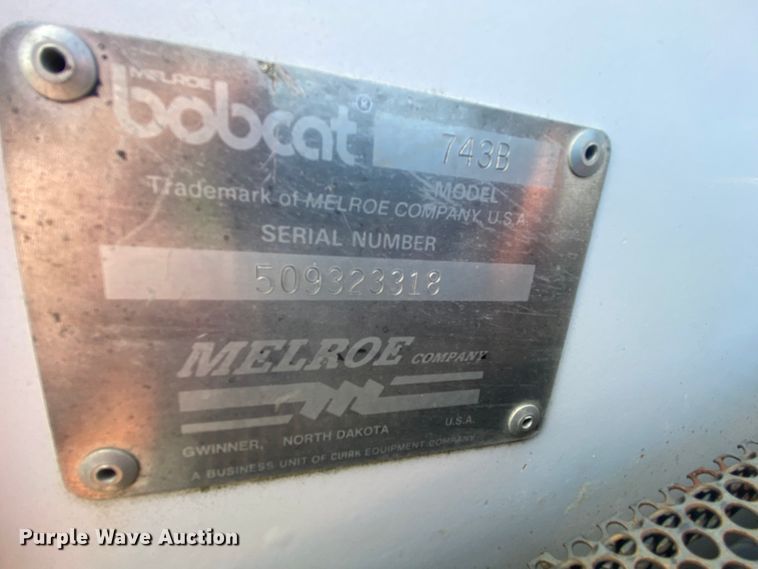 MELROE
bobcat ® 743B
MODEL
Trademark of MELROE COMPANY U.S.A.
SERIAL NUMBER
509323318
MELROE COMPANY
GWINNER, NORTH DAKOTA U.S.A.
A BUSINESS UNIT OF CLARK EQUIPMENT COMPANY
Purple Wave Auction